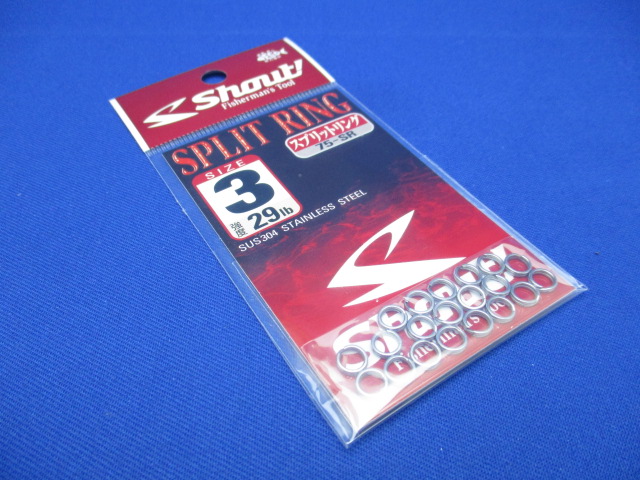 Shout!
Fisherman's Tool
SPLIT RING
スプリットリング
75-SR
SIZE
3
強度 29lb
SUS304 STAINLESS STEEL